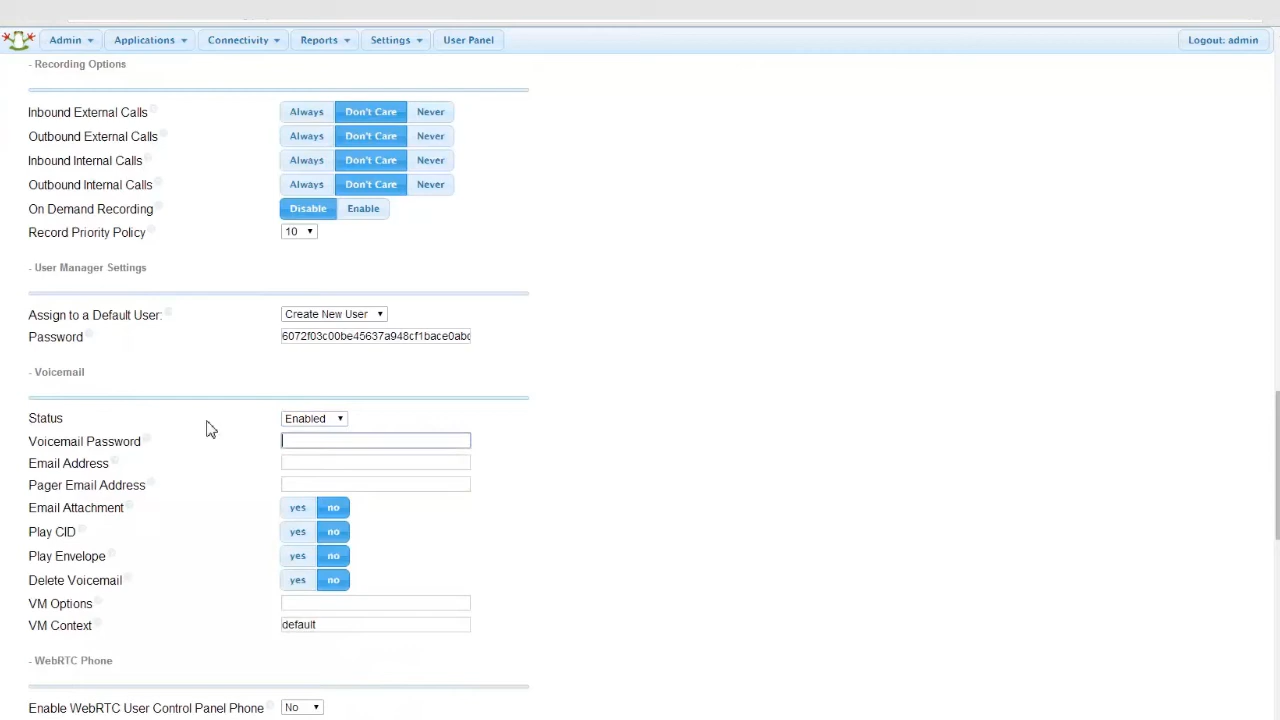 Admin Applications Connectivity Reports Settings User Panel Logout: admin
- Recording Options
Inbound External Calls Always Don't Care Never
Outbound External Calls Always Don't Care Never
Inbound Internal Calls Always Don't Care Never
Outbound Internal Calls Always Don't Care Never
On Demand Recording Disable Enable
Record Priority Policy 10
- User Manager Settings
Assign to a Default User: Create New User
Password 6072f03c00be45637a948cf1bace0abc
- Voicemail
Status Enabled
Voicemail Password
Email Address
Pager Email Address
Email Attachment yes no
Play CID yes no
Play Envelope yes no
Delete Voicemail yes no
VM Options
VM Context default
- WebRTC Phone
Enable WebRTC User Control Panel Phone No